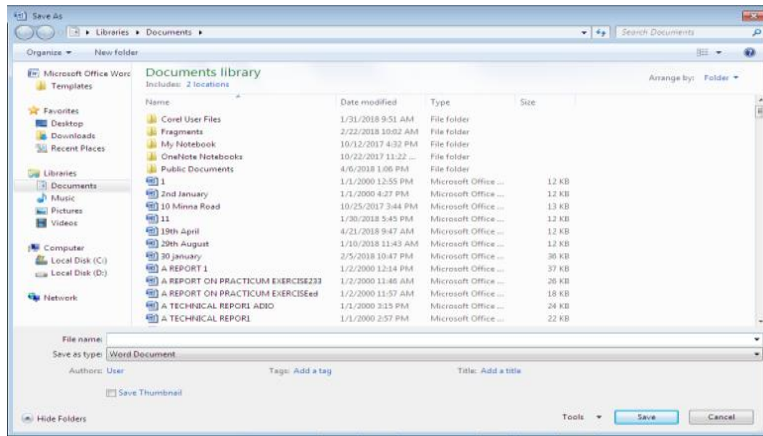 Save As
Libraries Documents
Search Documents
Organize New folder
Microsoft Office Word
Templates
Favorites
Desktop
Downloads
Recent Places
Libraries
Documents
Music
Pictures
Videos
Computer
Local Disk (C:)
Local Disk (D:)
Network
Documents library
Includes: 2 locations
Arrange by: Folder
Name Date modified Type Size
Corel User Files 1/31/2018 9:51 AM File folder
Fragments 2/22/2018 10:02 AM File folder
My Notebook 10/12/2017 4:32 PM File folder
OneNote Notebooks 10/22/2017 11:22 ... File folder
Public Documents 4/6/2018 1:06 PM File folder
1 1/1/2000 12:55 PM Microsoft Office ... 12 KB
2nd January 1/1/2000 4:27 PM Microsoft Office ... 12 KB
10 Minna Road 10/25/2017 3:44 PM Microsoft Office ... 13 KB
11 1/30/2018 5:45 PM Microsoft Office ... 12 KB
19th April 4/21/2018 9:47 AM Microsoft Office ... 12 KB
29th August 1/10/2018 11:43 AM Microsoft Office ... 12 KB
30 january 2/5/2018 10:47 PM Microsoft Office ... 36 KB
A REPORT 1 1/2/2000 12:14 PM Microsoft Office ... 37 KB
A REPORT ON PRACTICUM EXERCISE233 1/2/2000 11:46 AM Microsoft Office ... 26 KB
A REPORT ON PRACTICUM EXERCISEed 1/2/2000 11:57 AM Microsoft Office ... 18 KB
A TECHNICAL REPOR1 ADIO 1/1/2000 3:15 PM Microsoft Office ... 24 KB
A TECHNICAL REPOR1 1/1/2000 2:57 PM Microsoft Office ... 22 KB
File name:
Save as type: Word Document
Authors: User Tags: Add a tag Title: Add a title
Save Thumbnail
Hide Folders Tools Save Cancel